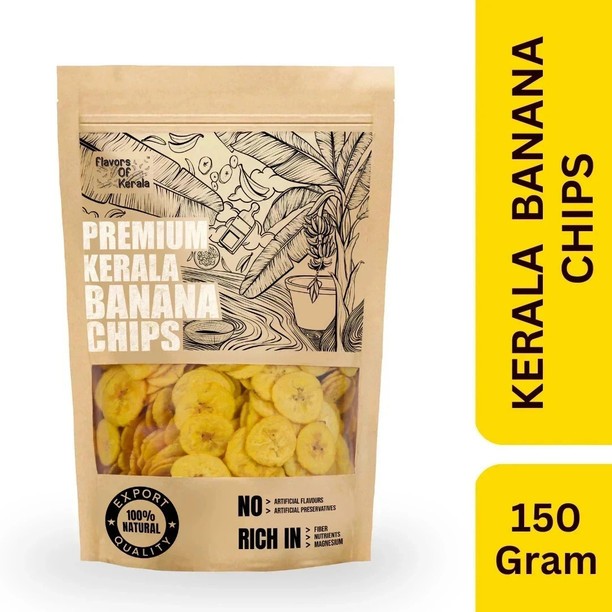 Flavors
Of
Kerala
PREMIUM
KERALA
BANANA
CHIPS
EXPORT
100%
NATURAL
QUALITY
NO > ARTIFICIAL FLAVOURS
> ARTIFICIAL PRESERVATIVES
RICH IN > FIBER
> NUTRIENTS
> MAGNESIUM
KERALA BANANA
CHIPS
150
Gram